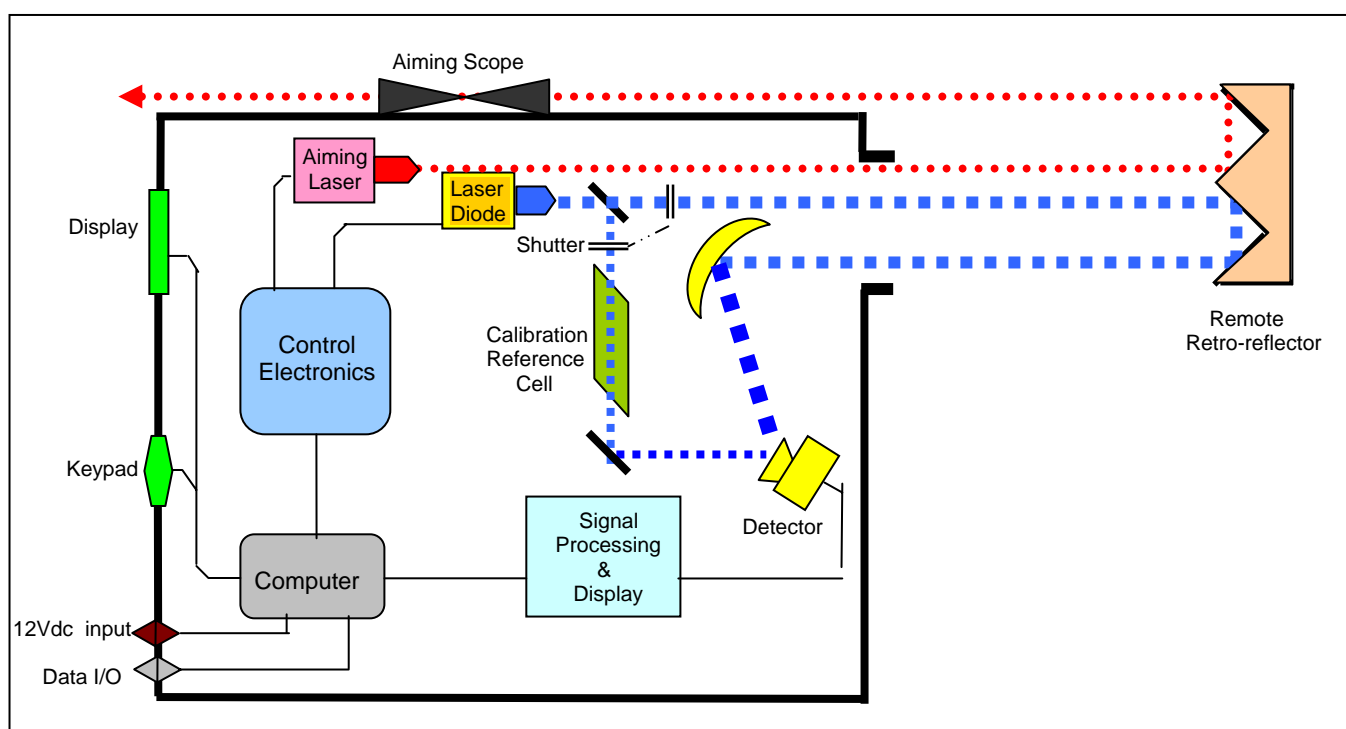 Aiming Scope
Aiming
Laser
Laser
Diode
Display
Shutter
Control
Electronics
Calibration
Reference
Cell
Remote
Retro-reflector
Keypad
Signal
Processing
&
Display
Detector
Computer
12Vdc input
Data I/O